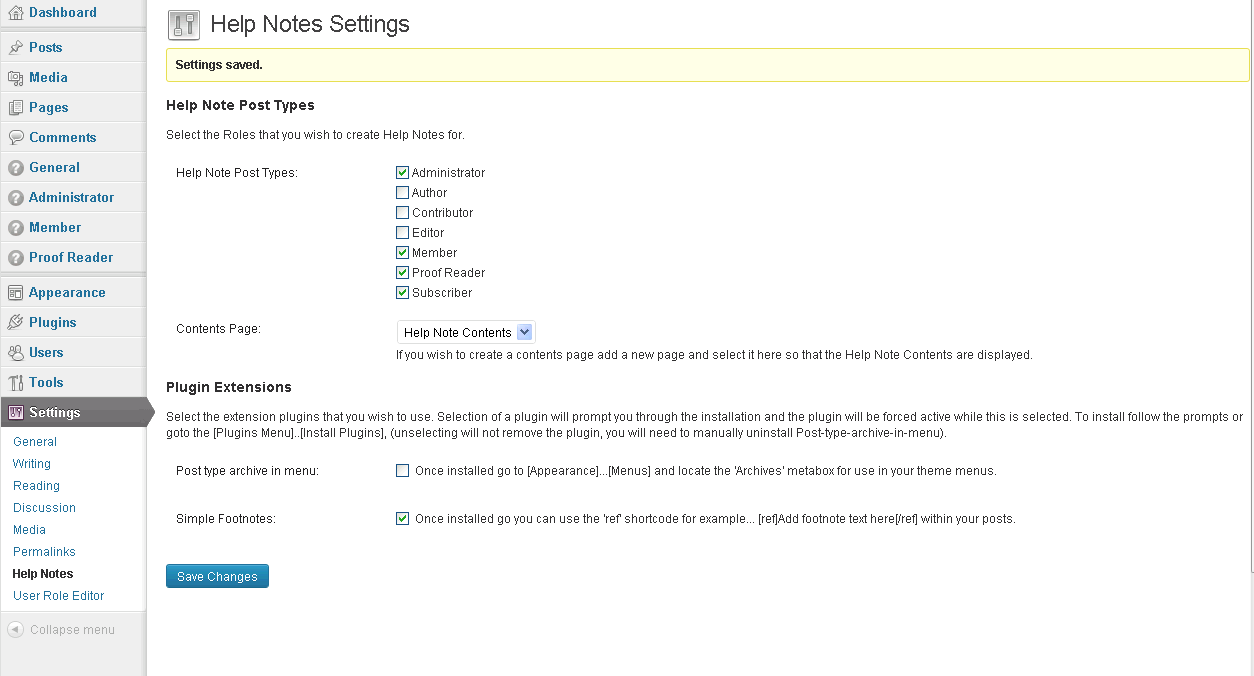 Dashboard
Posts
Media
Pages
Comments
General
Administrator
Member
Proof Reader
Appearance
Plugins
Users
Tools
Settings
General
Writing
Reading
Discussion
Media
Permalinks
Help Notes
User Role Editor
Collapse menu
Help Notes Settings
Settings saved.
Help Note Post Types
Select the Roles that you wish to create Help Notes for.
Help Note Post Types:
Administrator
Author
Contributor
Editor
Member
Proof Reader
Subscriber
Contents Page:
Help Note Contents
If you wish to create a contents page add a new page and select it here so that the Help Note Contents are displayed.
Plugin Extensions
Select the extension plugins that you wish to use. Selection of a plugin will prompt you through the installation and the plugin will be forced active while this is selected. To install follow the prompts or
goto the [Plugins Menu]..[Install Plugins], (unselecting will not remove the plugin, you will need to manually uninstall Post-type-archive-in-menu).
Post type archive in menu:
Once installed go to [Appearance]...[Menus] and locate the 'Archives' metabox for use in your theme menus.
Simple Footnotes:
Once installed go you can use the 'ref' shortcode for example... [ref]Add footnote text here[/ref] within your posts.
Save Changes